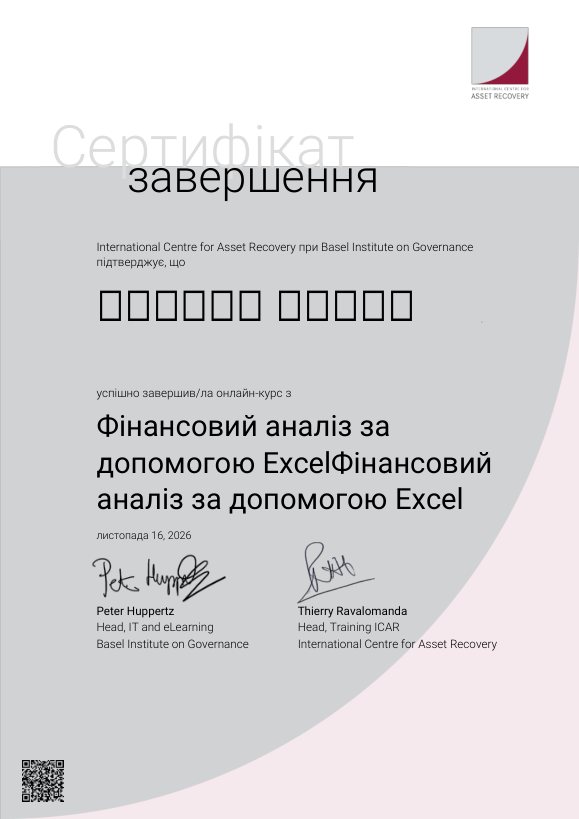 INTERNATIONAL CENTRE FOR
ASSET RECOVERY
Сертифікат
завершення
International Centre for Asset Recovery при Basel Institute on Governance
підтверджує, що
успішно завершив/ла онлайн-курс з
Фінансовий аналіз за
допомогою ExcelФінансовий
аналіз за допомогою Excel
листопада 16, 2026
Peter Huppertz
Head, IT and eLearning
Basel Institute on Governance
Thierry Ravalomanda
Head, Training ICAR
International Centre for Asset Recovery